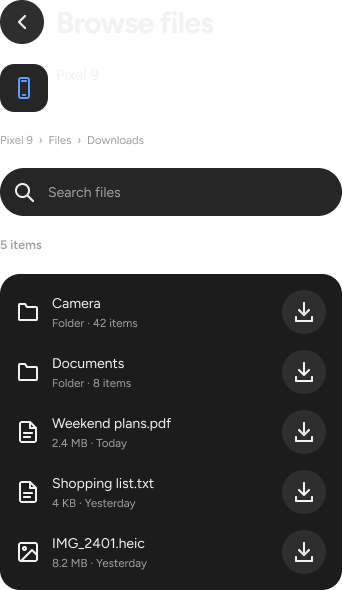 Browse files
Pixel 9
Pixel 9 › Files › Downloads
Search files
5 items
Camera
Folder · 42 items
Documents
Folder · 8 items
Weekend plans.pdf
2.4 MB · Today
Shopping list.txt
4 KB · Yesterday
IMG_2401.heic
8.2 MB · Yesterday